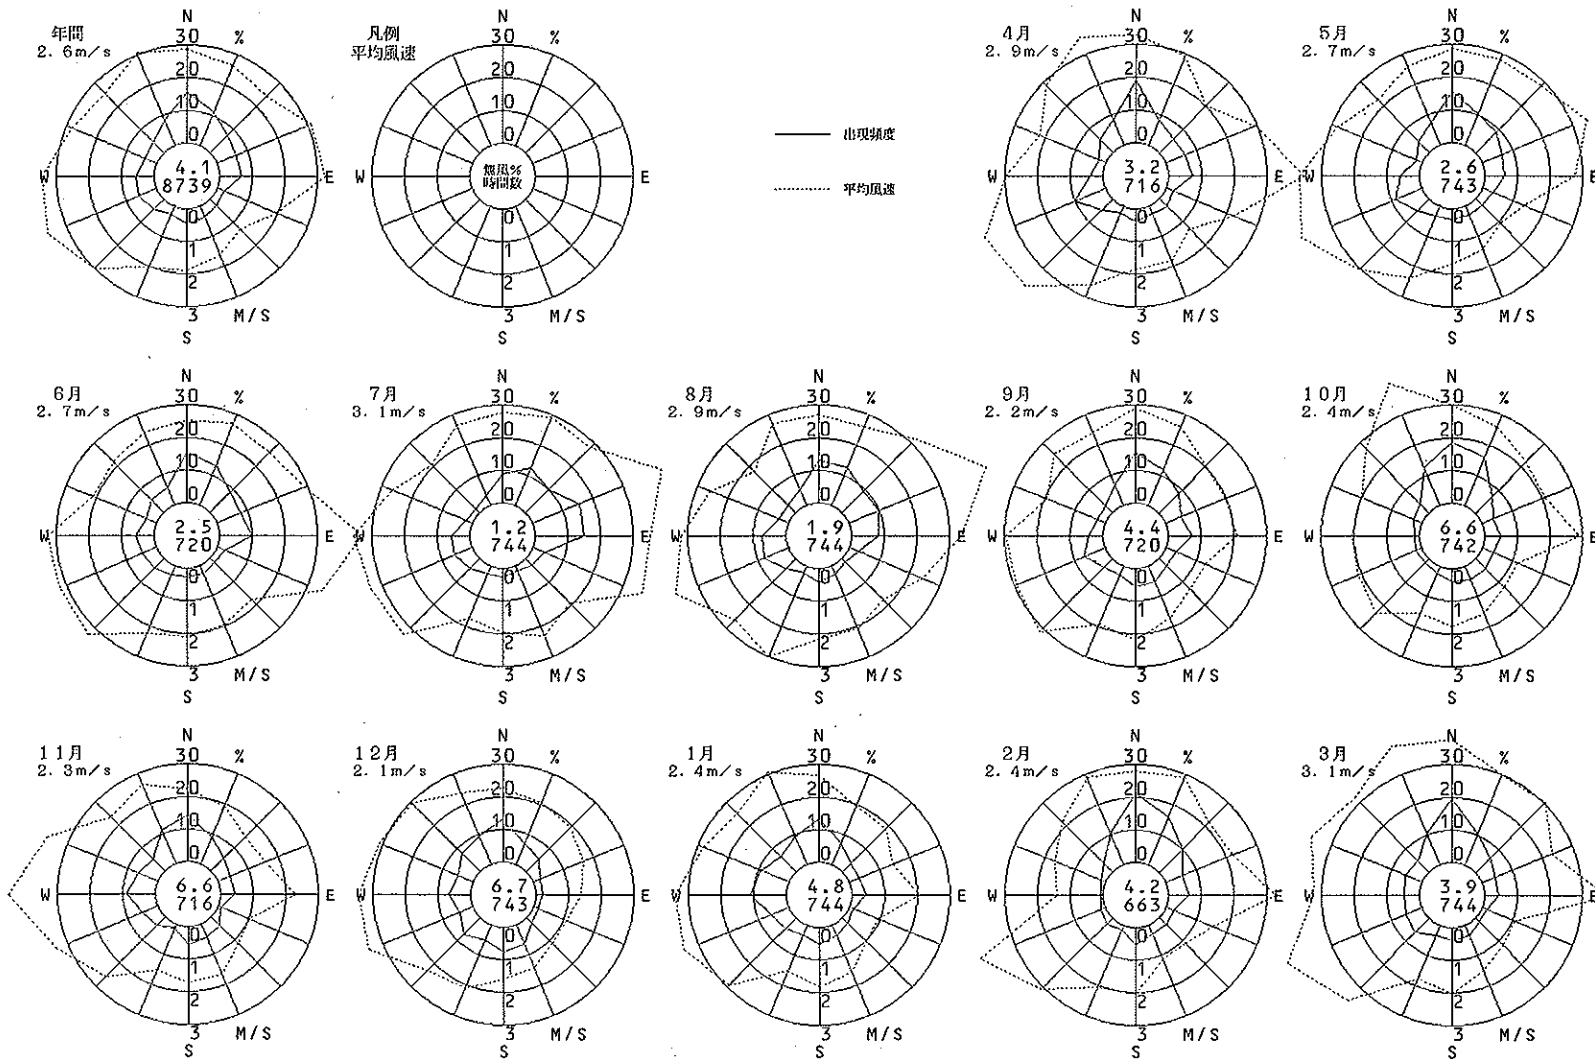 年間
2.6m/s
N
30 %
20
10
0
W
4.1
8739
E
0
1
2
3 M/S
S
凡例
平均風速
N
30 %
20
10
0
W
無風%
時間数
E
0
1
2
3 M/S
S
出現頻度
平均風速
4月
2.9m/s
N
30 %
20
10
0
W
3.2
716
E
0
1
2
3 M/S
S
5月
2.7m/s
N
30 %
20
10
0
W
2.6
743
E
0
1
2
3 M/S
S
6月
2.7m/s
N
30 %
20
10
0
W
2.5
720
E
0
1
2
3 M/S
S
7月
3.1m/s
N
30 %
20
10
0
W
1.2
744
E
0
1
2
3 M/S
S
8月
2.9m/s
N
30 %
20
10
0
W
1.9
744
E
0
1
2
3 M/S
S
9月
2.2m/s
N
30 %
20
10
0
W
4.4
720
E
0
1
2
3 M/S
S
10月
2.4m/s
N
30 %
20
10
0
W
6.6
742
E
0
1
2
3 M/S
S
11月
2.3m/s
N
30 %
20
10
0
W
6.6
716
E
0
1
2
3 M/S
S
12月
2.1m/s
N
30 %
20
10
0
W
6.7
743
E
0
1
2
3 M/S
S
1月
2.4m/s
N
30 %
20
10
0
W
4.8
744
E
0
1
2
3 M/S
S
2月
2.4m/s
N
30 %
20
10
0
W
4.2
663
E
0
1
2
3 M/S
S
3月
3.1m/s
N
30 %
20
10
0
W
3.9
744
E
0
1
2
3 M/S
S